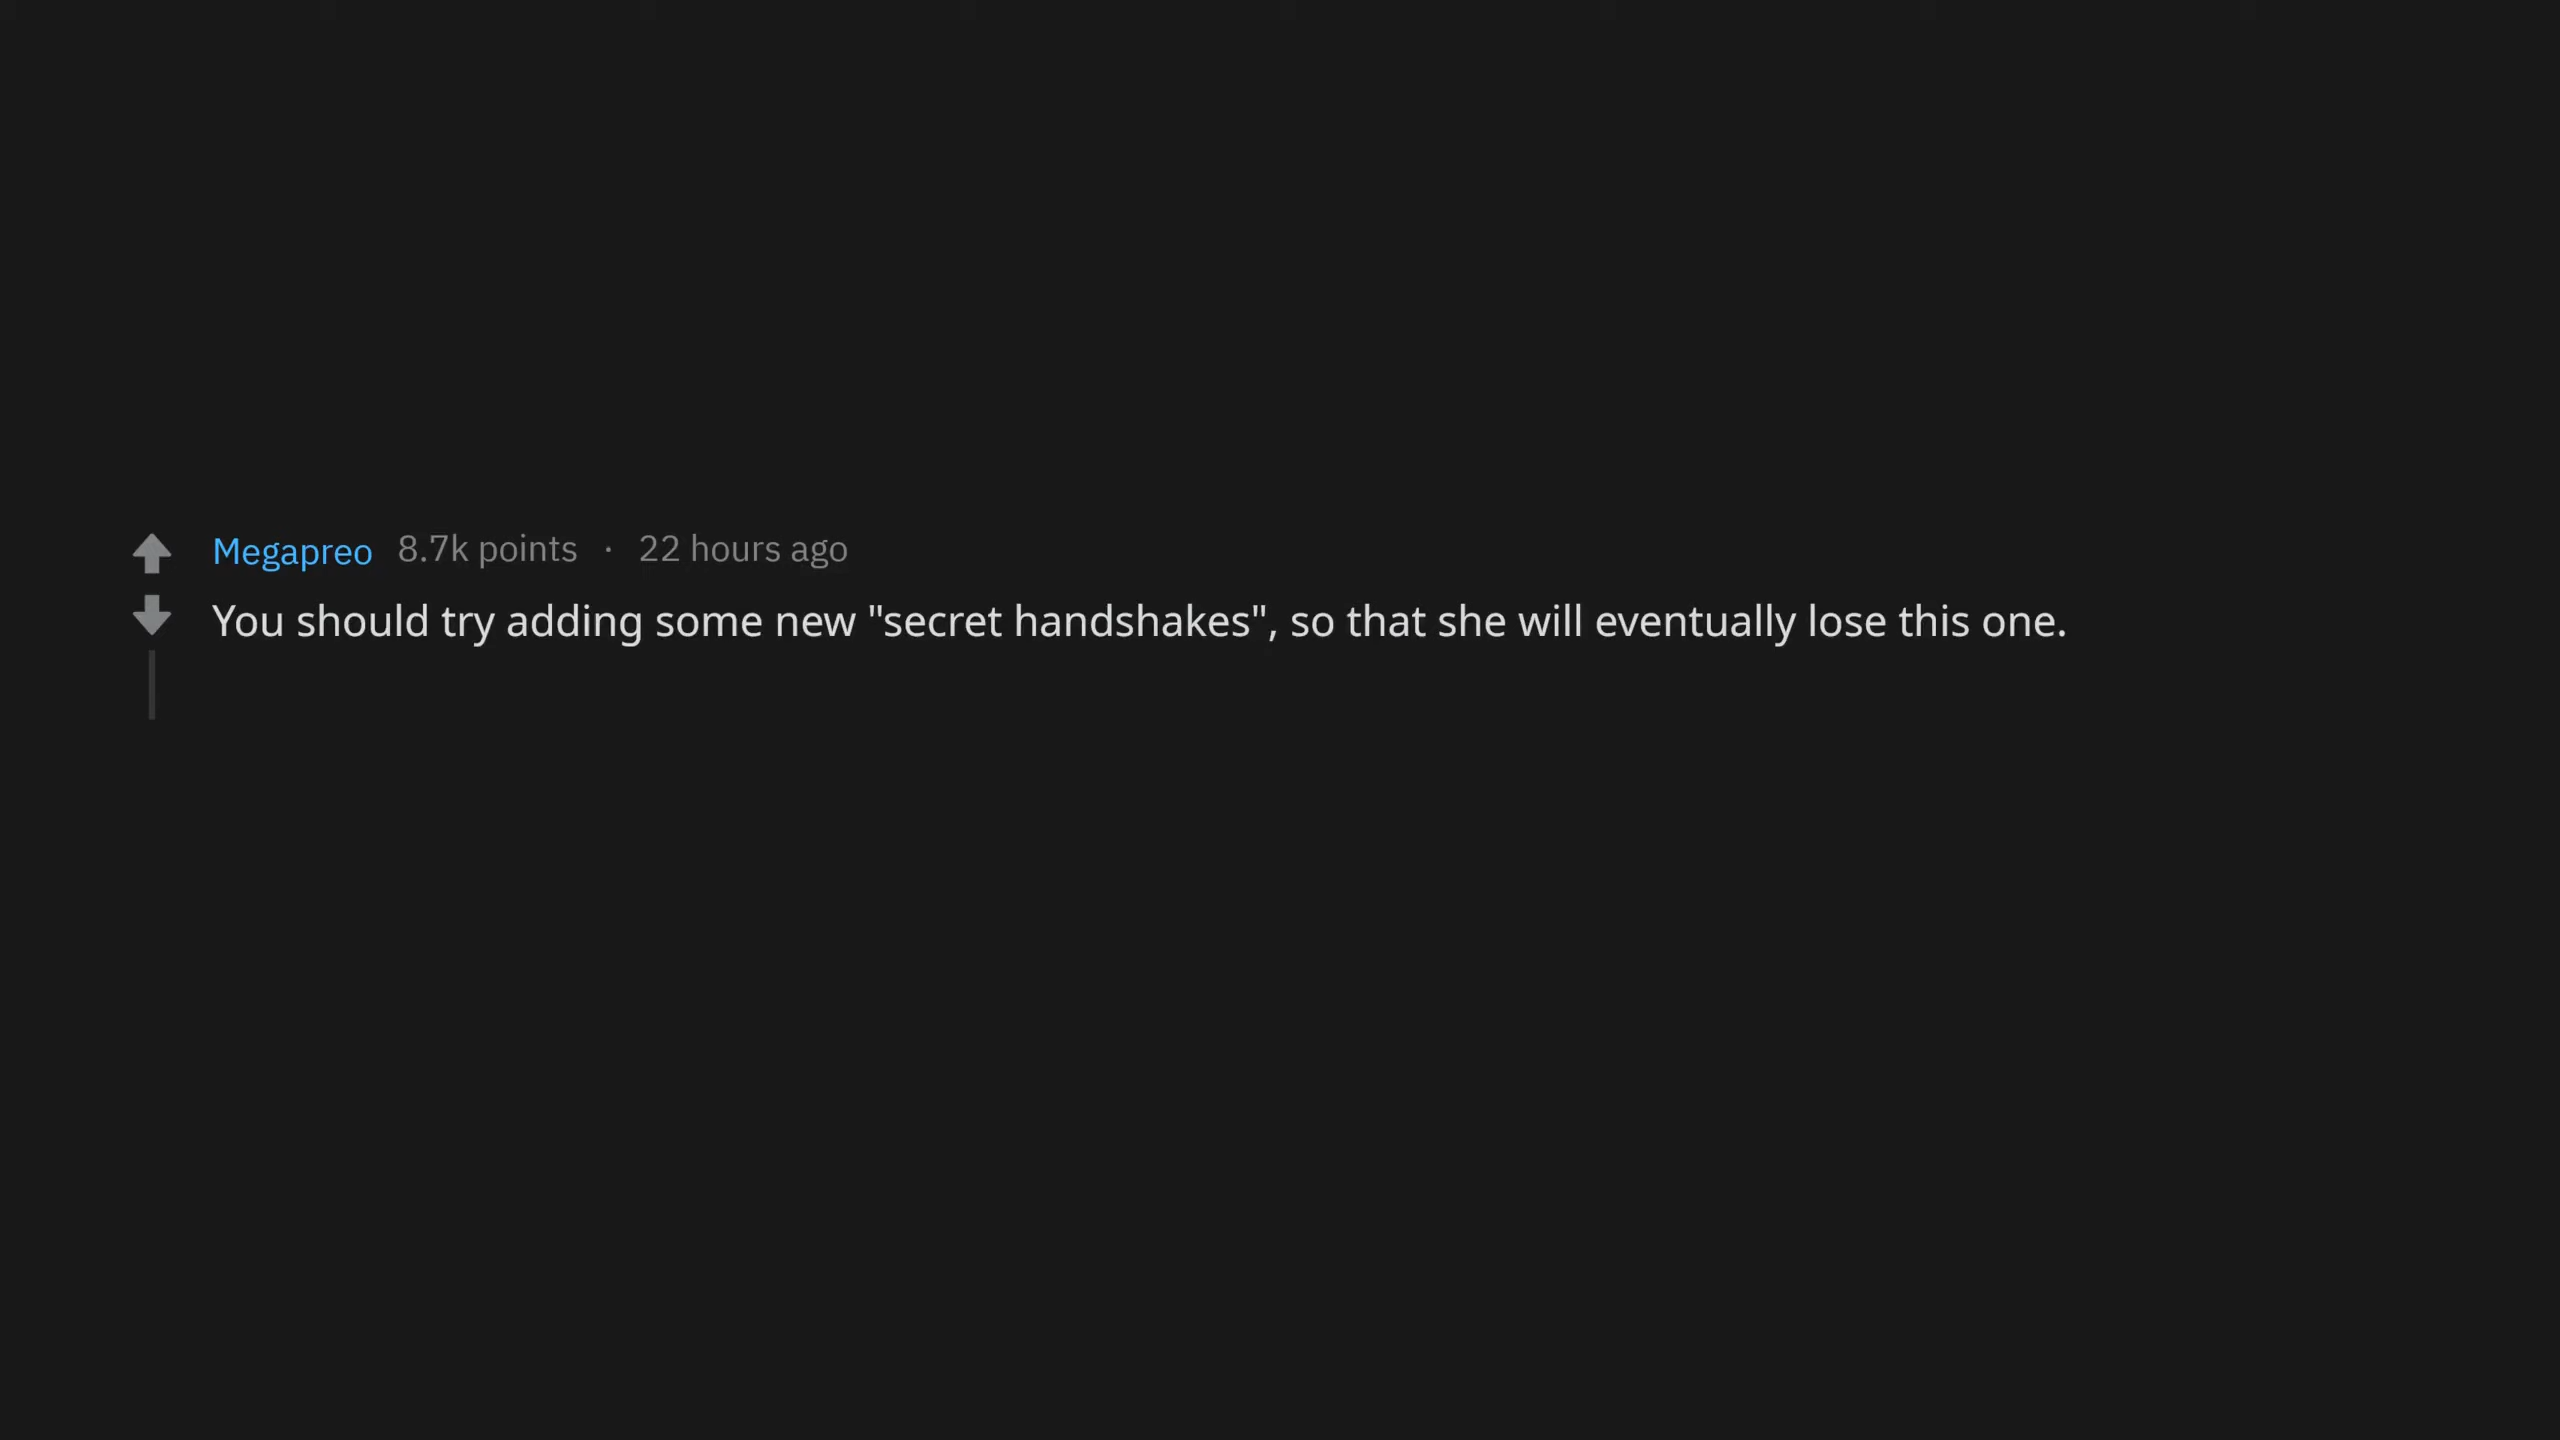 Megapreo 8.7k points · 22 hours ago
You should try adding some new "secret handshakes", so that she will eventually lose this one.